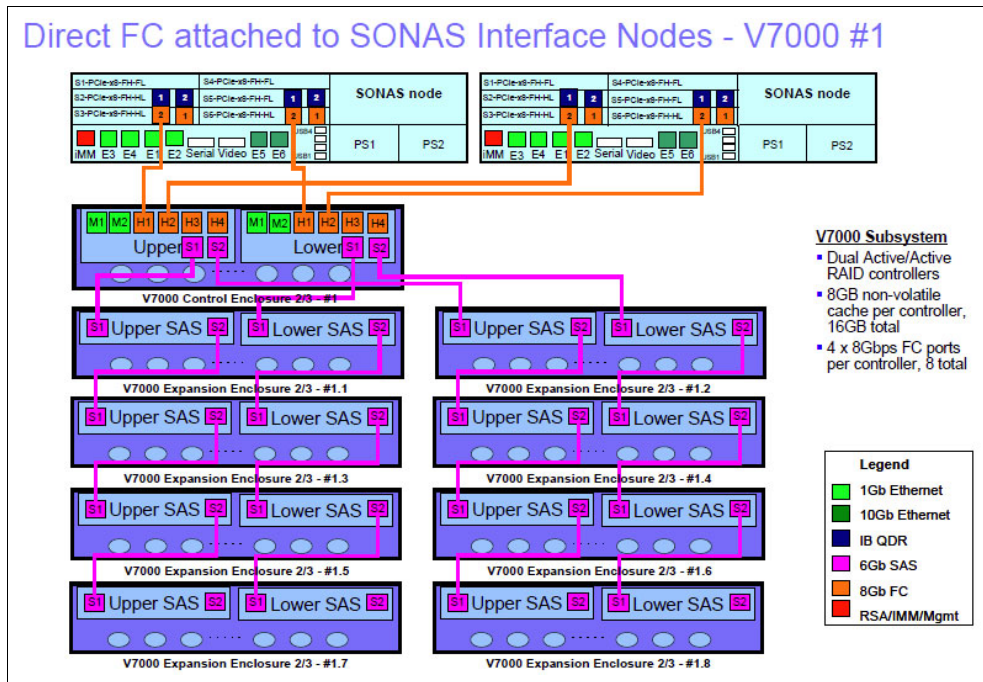 Direct FC attached to SONAS Interface Nodes - V7000 #1
S1-PCIe-x8-FH-FL S4-PCIe-x8-FH-FL
S2-PCIe-x8-FH-HL 1 2 S5-PCIe-x8-FH-FL 1 2 SONAS node
S3-PCIe-x8-FH-HL 2 1 S6-PCIe-x8-FH-HL 2 1
USB4
iMM E3 E4 E1 E2 Serial Video E5 E6 USB1 PS1 PS2
S1-PCIe-x8-FH-FL S4-PCIe-x8-FH-FL
S2-PCIe-x8-FH-HL 1 2 S5-PCIe-x8-FH-FL 1 2 SONAS node
S3-PCIe-x8-FH-HL 2 1 S6-PCIe-x8-FH-HL 2 1
USB4
iMM E3 E4 E1 E2 Serial Video E5 E6 USB1 PS1 PS2
M1 M2 H1 H2 H3 H4 M1 M2 H1 H2 H3 H4
Upper S1 S2 Lower S1 S2
V7000 Control Enclosure 2/3 - #1
V7000 Subsystem
Dual Active/Active
RAID controllers
8GB non-volatile
cache per controller,
16GB total
4 x 8Gbps FC ports
per controller, 8 total
S1 Upper SAS S2 S1 Lower SAS S2
V7000 Expansion Enclosure 2/3 - #1.1
S1 Upper SAS S2 S1 Lower SAS S2
V7000 Expansion Enclosure 2/3 - #1.2
S1 Upper SAS S2 S1 Lower SAS S2
V7000 Expansion Enclosure 2/3 - #1.3
S1 Upper SAS S2 S1 Lower SAS S2
V7000 Expansion Enclosure 2/3 - #1.4
S1 Upper SAS S2 S1 Lower SAS S2
V7000 Expansion Enclosure 2/3 - #1.5
S1 Upper SAS S2 S1 Lower SAS S2
V7000 Expansion Enclosure 2/3 - #1.6
S1 Upper SAS S2 S1 Lower SAS S2
V7000 Expansion Enclosure 2/3 - #1.7
S1 Upper SAS S2 S1 Lower SAS S2
V7000 Expansion Enclosure 2/3 - #1.8
Legend
1Gb Ethernet
10Gb Ethernet
IB QDR
6Gb SAS
8Gb FC
RSA/IMM/Mgmt